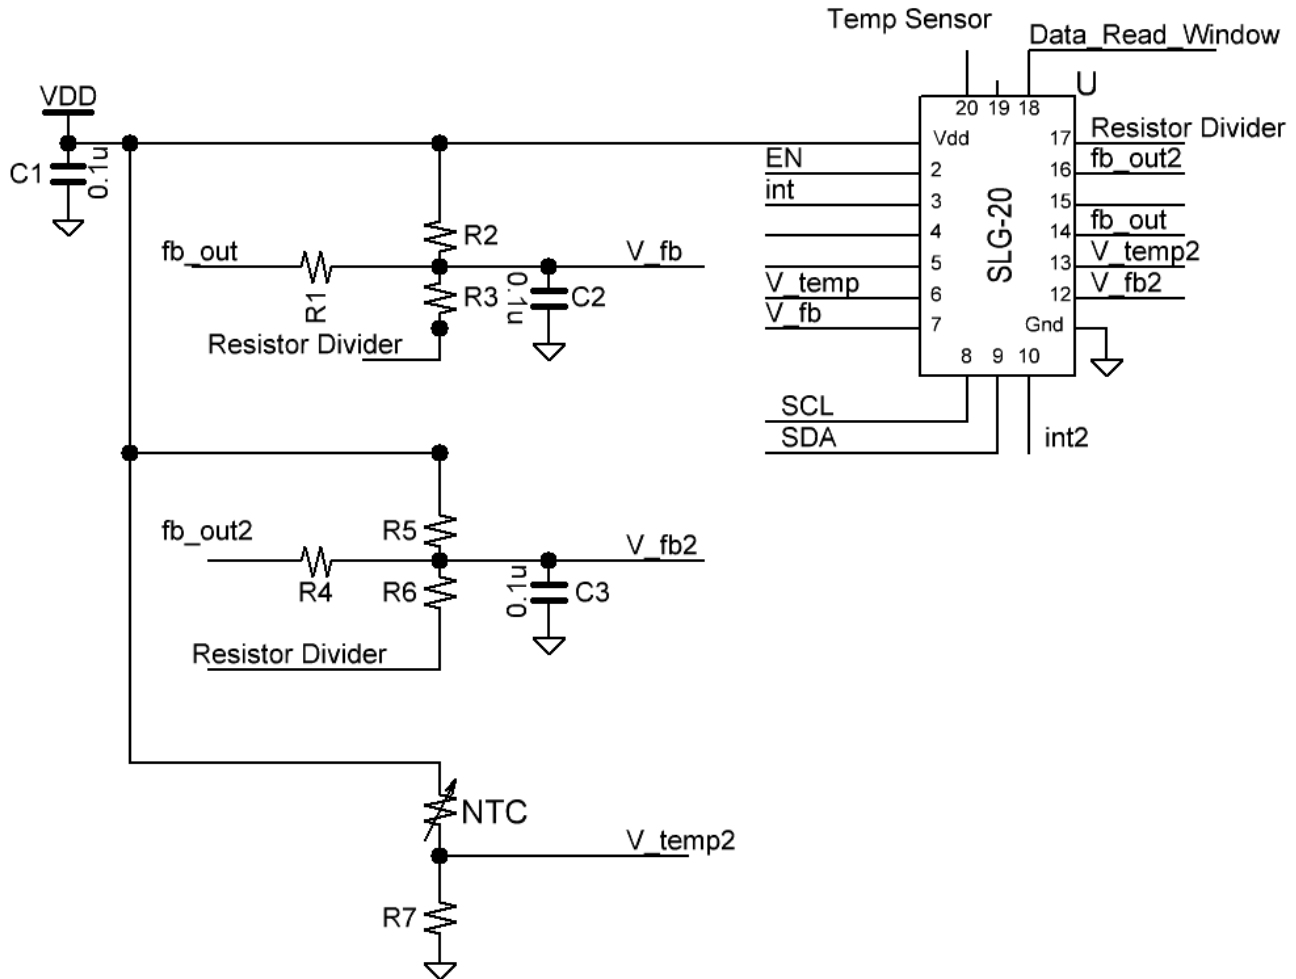 Temp Sensor
Data_Read_Window
U
VDD
C1
0.1u
20 19 18
Vdd
17
Resistor Divider
EN
2
16
fb_out2
int
3
15
4
14
fb_out
5
13
V_temp2
V_temp
6
12
V_fb2
V_fb
7
Gnd
SLG-20
8 9 10
SCL
SDA
int2
fb_out
R1
R2
R3
V_fb
0.1u
C2
Resistor Divider
fb_out2
R4
R5
R6
V_fb2
0.1u
C3
Resistor Divider
NTC
V_temp2
R7